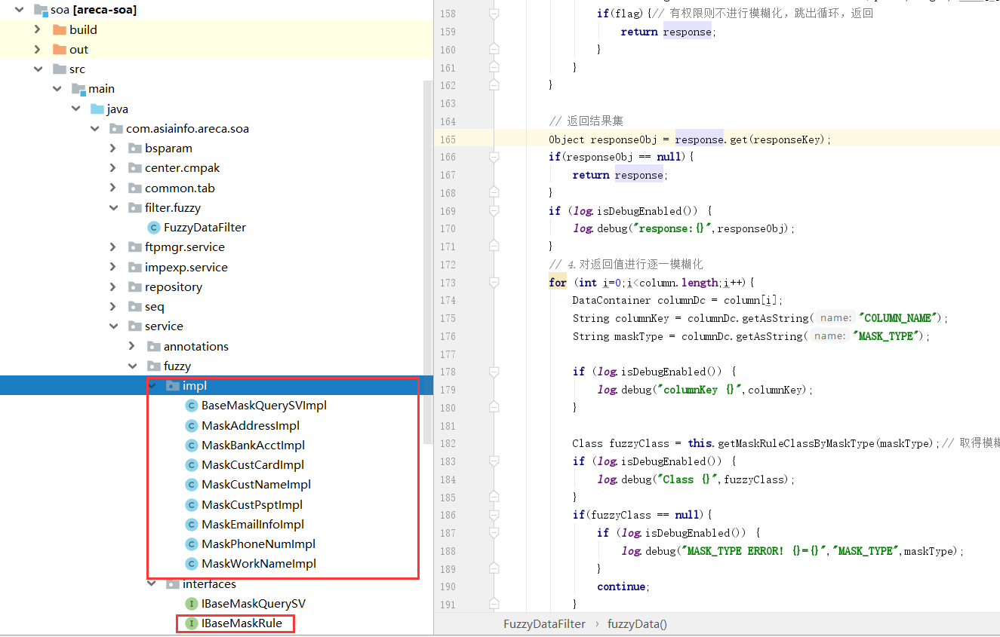 soa [areca-soa]
build
out
src
main
java
com.asiainfo.areca.soa
bsparam
center.cmpak
common.tab
filter.fuzzy
FuzzyDataFilter
ftpmgr.service
impexp.service
repository
seq
service
annotations
fuzzy
impl
BaseMaskQuerySVImpl
MaskAddressImpl
MaskBankAcctImpl
MaskCustCardImpl
MaskCustNameImpl
MaskCustPsptImpl
MaskEmailInfoImpl
MaskPhoneNumImpl
MaskWorkNameImpl
interfaces
IBaseMaskQuerySV
IBaseMaskRule
158 if(flag){// 有权限则不进行模糊化，跳出循环，返回
159 return response;
160 }
161 }
162 }
163
164 // 返回结果集
165 Object responseObj = response.get(responseKey);
166 if(responseObj == null){
167 return response;
168 }
169 if (log.isDebugEnabled()) {
170 log.debug("response:{}",responseObj);
171 }
172 // 4.对返回值进行逐一模糊化
173 for (int i=0;i<column.length;i++){
174 DataContainer columnDc = column[i];
175 String columnKey = columnDc.getAsString( name: "COLUMN_NAME");
176 String maskType = columnDc.getAsString( name: "MASK_TYPE");
177
178 if (log.isDebugEnabled()) {
179 log.debug("columnKey {}",columnKey);
180 }
181
182 Class fuzzyClass = this.getMaskRuleClassByMaskType(maskType);// 取得模糊
183 if (log.isDebugEnabled()) {
184 log.debug("Class {}",fuzzyClass);
185 }
186 if(fuzzyClass == null){
187 if (log.isDebugEnabled()) {
188 log.debug("MASK_TYPE ERROR! {}={}","MASK_TYPE",maskType);
189 }
190 continue;
191 }
FuzzyDataFilter › fuzzyData()